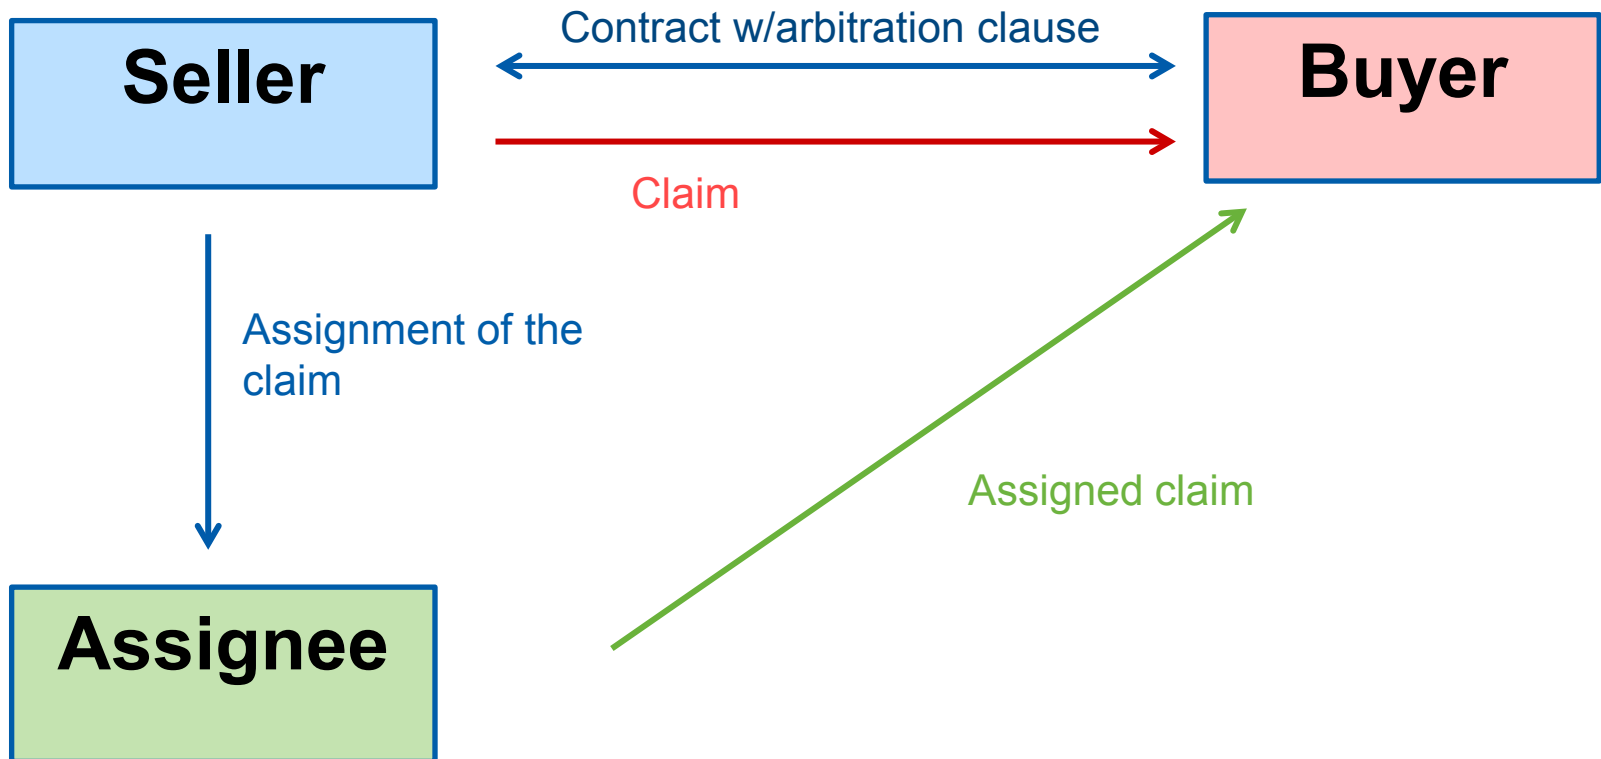 Contract w/arbitration clause
Seller
Buyer
Claim
Assignment of the
claim
Assigned claim
Assignee